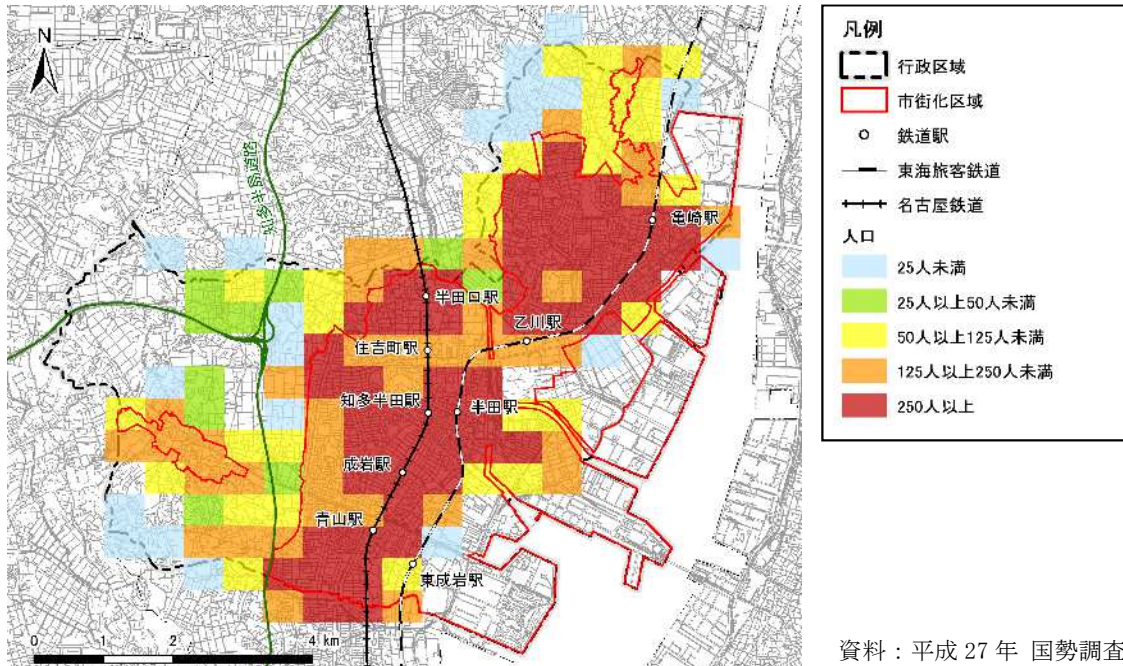 N
知多半島道路
亀崎駅
半田口駅
乙川駅
住吉町駅
知多半田駅
半田駅
成岩駅
青山駅
東成岩駅
0 1 2 4 km
凡例
行政区域
市街化区域
鉄道駅
東海旅客鉄道
名古屋鉄道
人口
25人未満
25人以上50人未満
50人以上125人未満
125人以上250人未満
250人以上
資料：平成 27 年 国勢調査